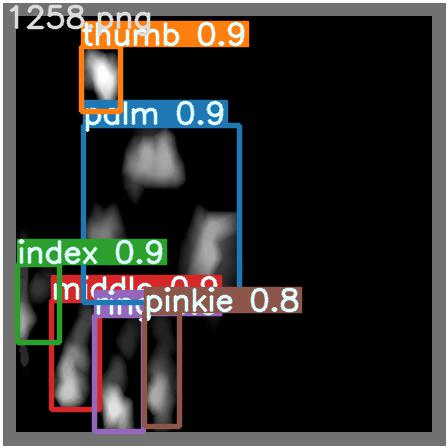 1258.png
thumb 0.9
palm 0.9
index 0.9
middle 0.9
pinkie 0.8